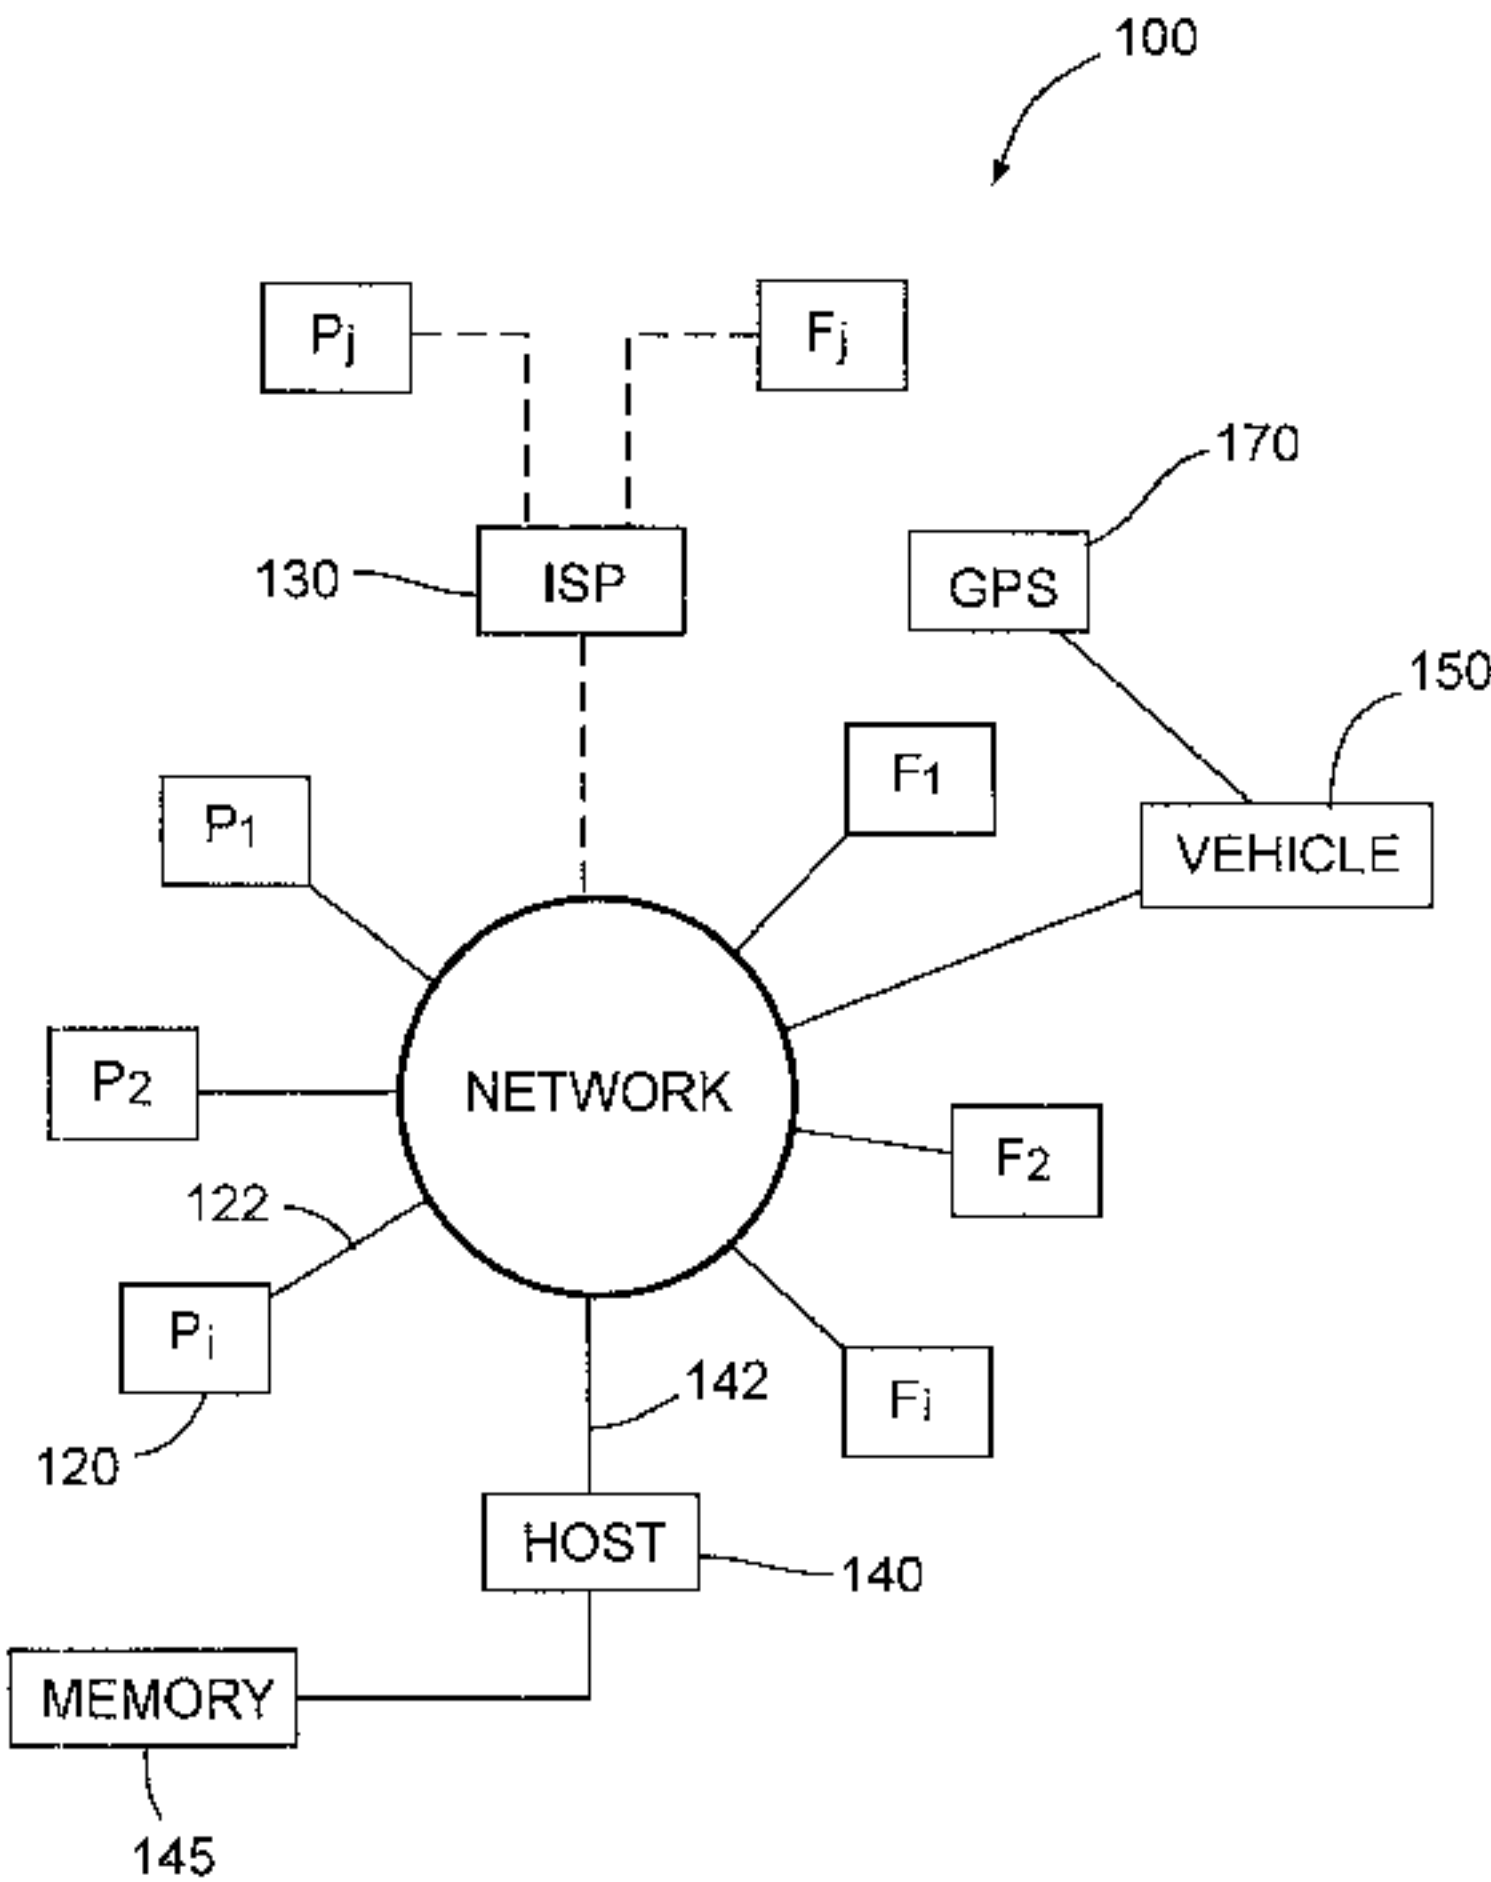 100
Pj
Fj
170
130
ISP
GPS
150
F1
P1
VEHICLE
P2
NETWORK
F2
122
Pi
142
Fi
120
HOST
140
MEMORY
145